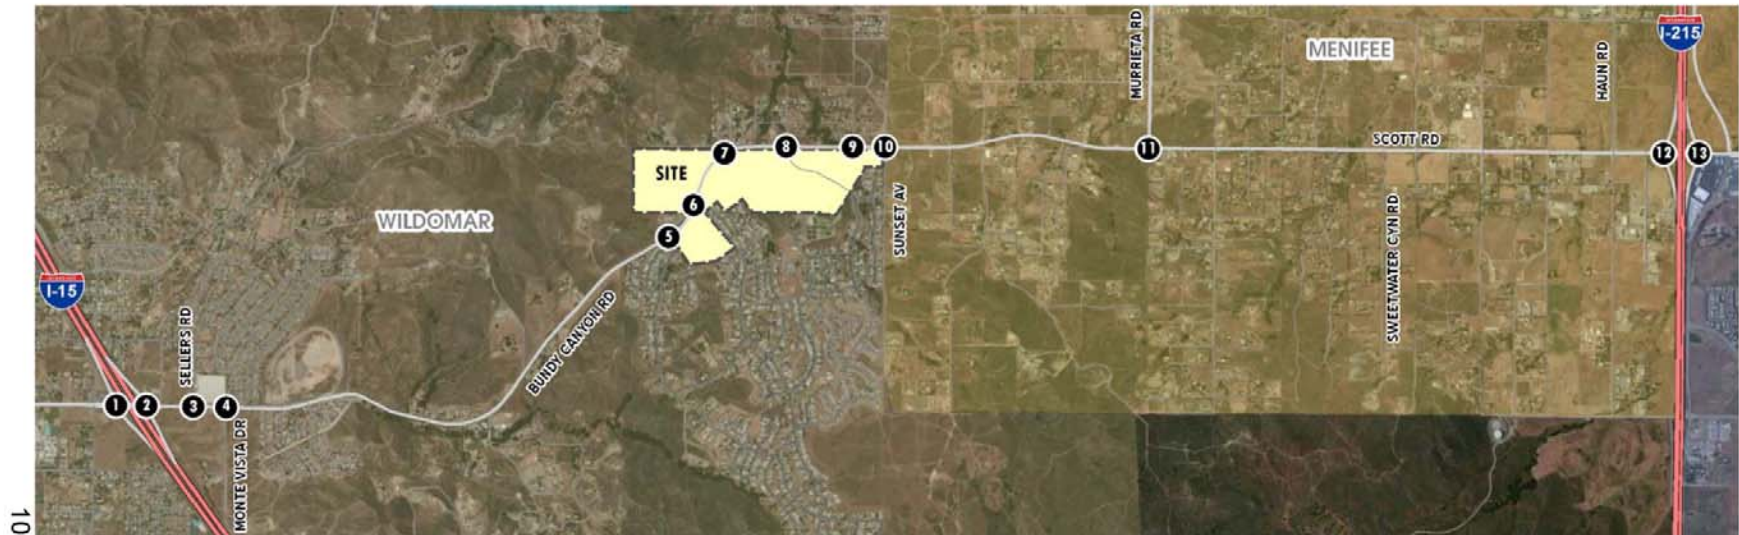 I-215
MENIFEE
MURRIETA RD
HAUN RD
SCOTT RD
7
8
9
10
11
12
13
SITE
6
5
WILDOMAR
SUNSET AV
SWEETWATER CYN RD
I-15
SELLERS RD
BUNDY CANYON RD
1
2
3
4
MONTE VISTA DR
10